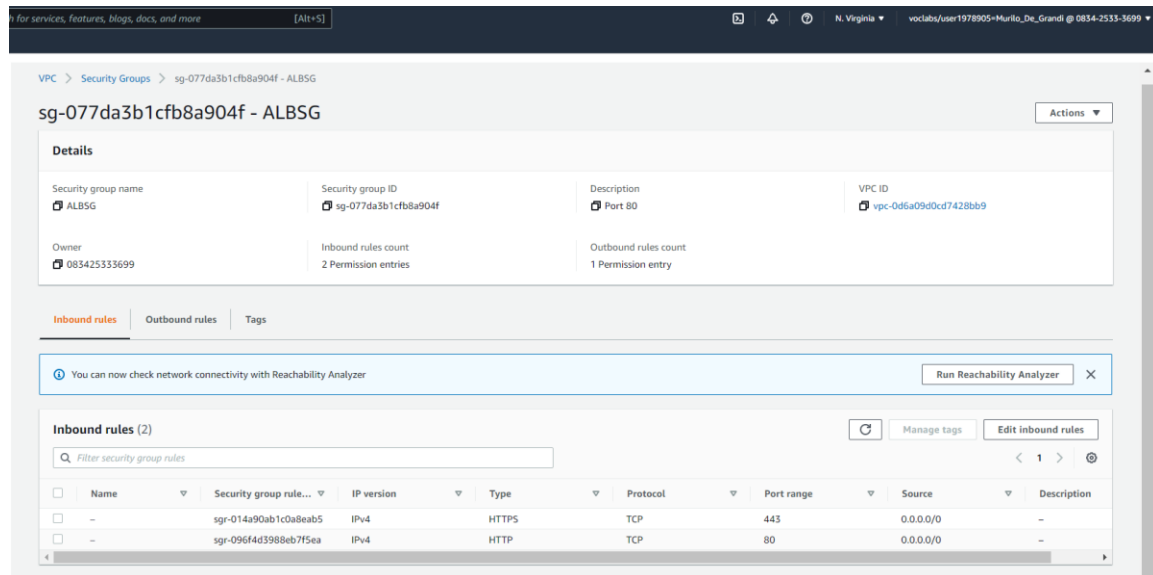 h for services, features, blogs, docs, and more [Alt+S] N. Virginia voclabs/user1978905=Murilo_De_Grandi @ 0834-2533-3699
VPC > Security Groups > sg-077da3b1cfb8a904f - ALBSG
sg-077da3b1cfb8a904f - ALBSG Actions
Details
Security group name Security group ID Description VPC ID
ALBSG sg-077da3b1cfb8a904f Port 80 vpc-0d6a09d0cd7428bb9
Owner Inbound rules count Outbound rules count
083425333699 2 Permission entries 1 Permission entry
Inbound rules Outbound rules Tags
You can now check network connectivity with Reachability Analyzer Run Reachability Analyzer
Inbound rules (2) Manage tags Edit inbound rules
Filter security group rules 1
Name Security group rule... IP version Type Protocol Port range Source Description
– sgr-014a90ab1c0a8eab5 IPv4 HTTPS TCP 443 0.0.0.0/0 –
– sgr-096f4d3988eb7f5ea IPv4 HTTP TCP 80 0.0.0.0/0 –